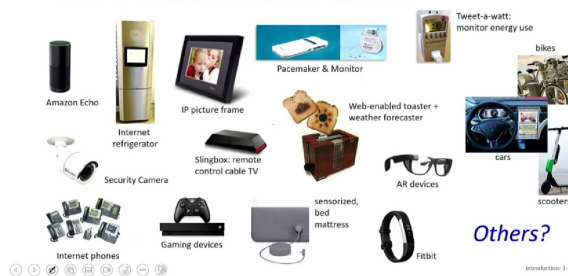 Tweet-a-watt:
monitor energy use
bikes
Pacemaker & Monitor
Amazon Echo
IP picture frame
Internet
refrigerator
Web-enabled toaster +
weather forecaster
Slingbox: remote
control cable TV
Security Camera
AR devices
cars
scooters
sensorized,
bed
mattress
Others?
Internet phones
Gaming devices
Fitbit